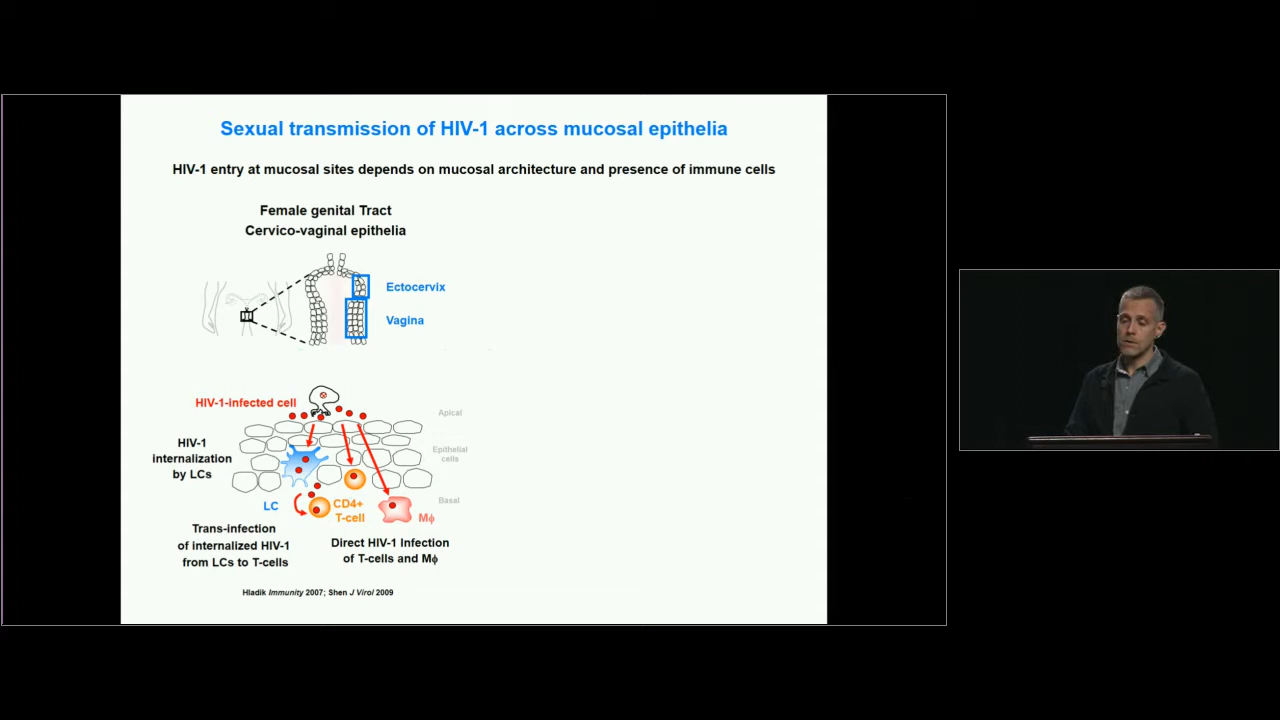 Sexual transmission of HIV-1 across mucosal epithelia
HIV-1 entry at mucosal sites depends on mucosal architecture and presence of immune cells
Female genital Tract
Cervico-vaginal epithelia
Ectocervix
Vagina
HIV-1-infected cell
Apical
HIV-1
internalization
by LCs
Epithelial
cells
Basal
LC
CD4+
T-cell
Mϕ
Trans-infection
of internalized HIV-1
from LCs to T-cells
Direct HIV-1 Infection
of T-cells and Mϕ
Hladik Immunity 2007; Shen J Virol 2009